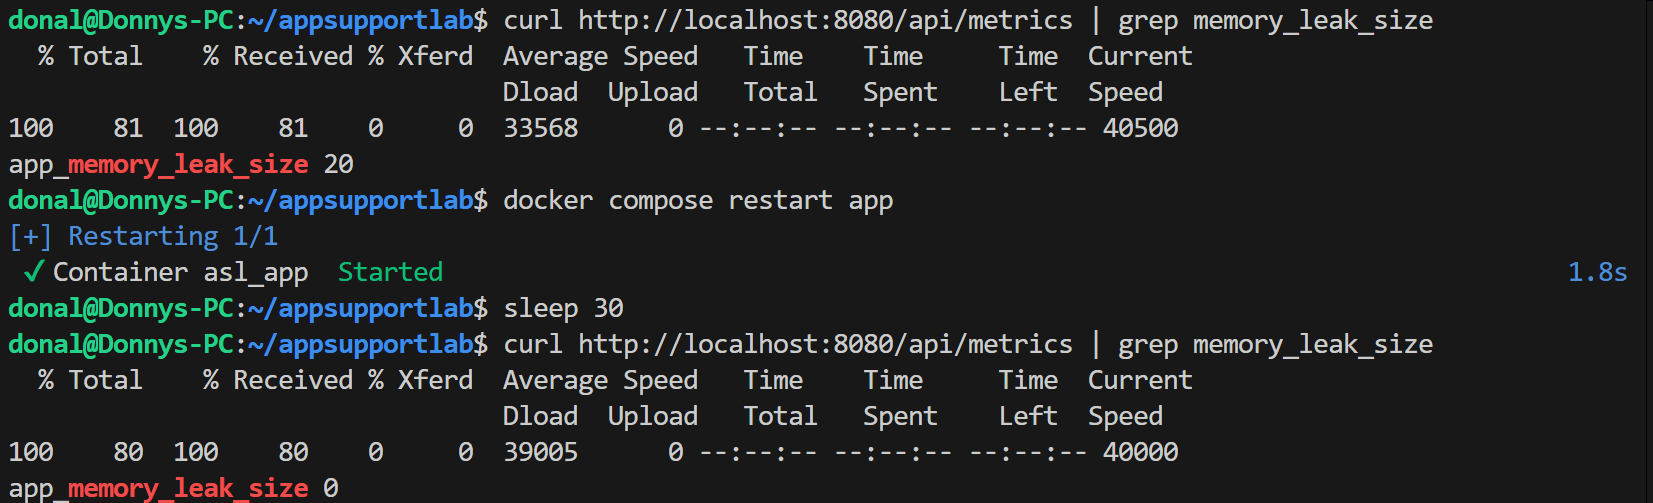 donal@Donnys-PC:~/appsupportlab$ curl http://localhost:8080/api/metrics | grep memory_leak_size
  % Total    % Received % Xferd  Average Speed   Time    Time     Time  Current
                                 Dload  Upload   Total   Spent    Left  Speed
100    81  100    81    0     0  33568      0 --:--:-- --:--:-- --:--:-- 40500
app_memory_leak_size 20
donal@Donnys-PC:~/appsupportlab$ docker compose restart app
[+] Restarting 1/1
 ✔ Container asl_app  Started 1.8s
donal@Donnys-PC:~/appsupportlab$ sleep 30
donal@Donnys-PC:~/appsupportlab$ curl http://localhost:8080/api/metrics | grep memory_leak_size
  % Total    % Received % Xferd  Average Speed   Time    Time     Time  Current
                                 Dload  Upload   Total   Spent    Left  Speed
100    80  100    80    0     0  39005      0 --:--:-- --:--:-- --:--:-- 40000
app_memory_leak_size 0